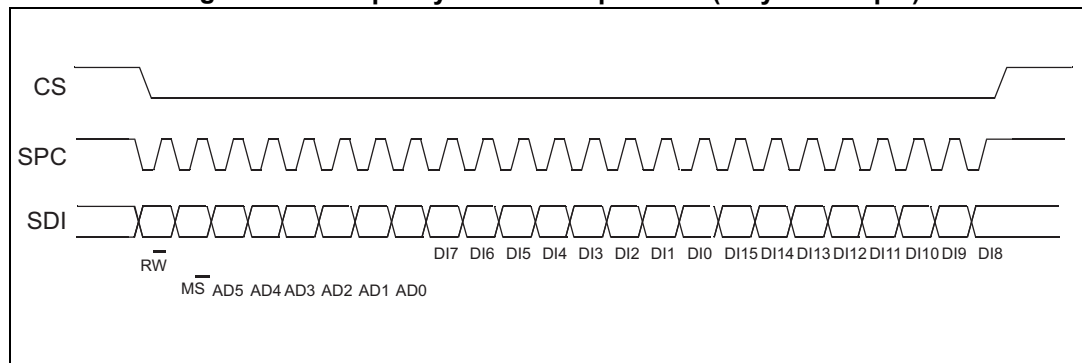 CS
SPC
SDI
DI7 DI6 DI5 DI4 DI3 DI2 DI1 DI0 DI15 DI14 DI13 DI12 DI11 DI10 DI9 DI8
RW
MS AD5 AD4 AD3 AD2 AD1 AD0